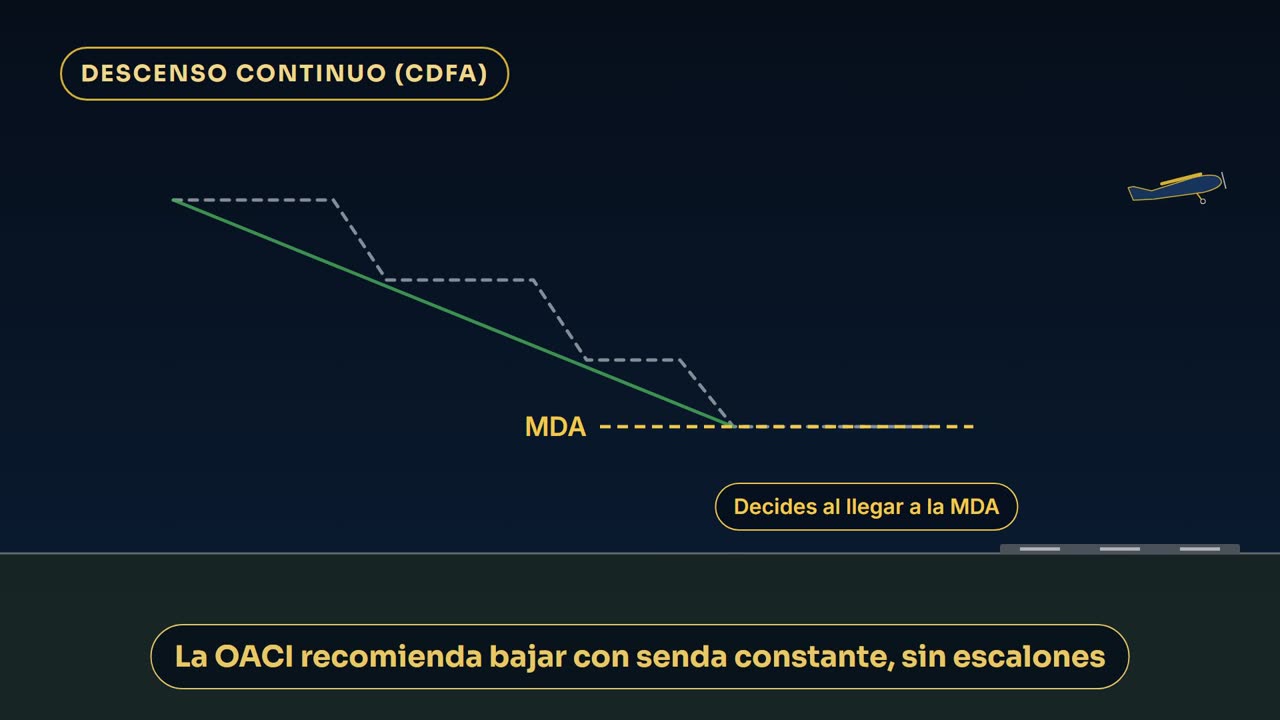 DESCENSO CONTINUO (CDFA)
MDA
Decides al llegar a la MDA
La OACI recomienda bajar con senda constante, sin escalones